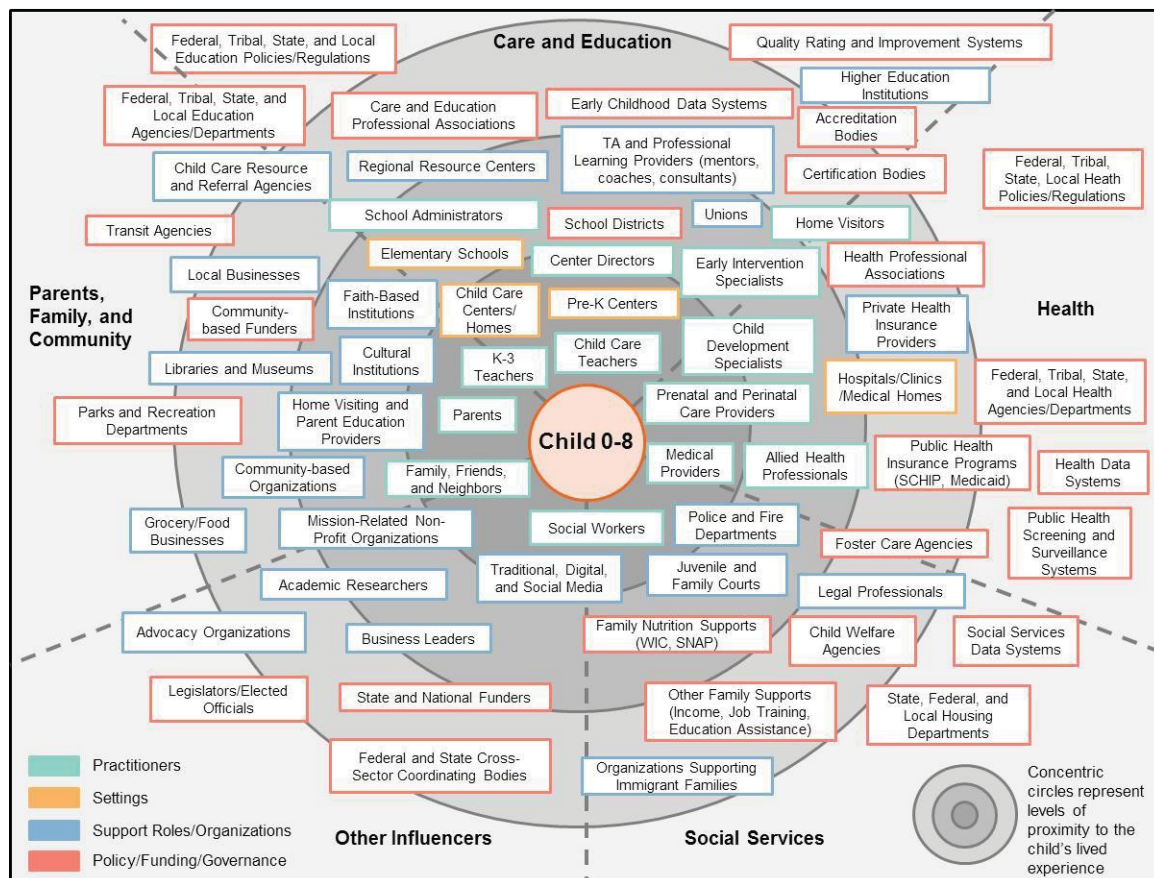 Care and Education
Federal, Tribal, State, and Local
Education Policies/Regulations
Quality Rating and Improvement Systems
Higher Education
Institutions
Federal, Tribal, State, and
Local Education
Agencies/Departments
Care and Education
Professional Associations
Early Childhood Data Systems
Accreditation
Bodies
Child Care Resource
and Referral Agencies
Regional Resource Centers
TA and Professional
Learning Providers (mentors,
coaches, consultants)
Certification Bodies
Federal, Tribal,
State, Local Heath
Policies/Regulations
School Administrators
School Districts
Unions
Home Visitors
Transit Agencies
Elementary Schools
Center Directors
Early Intervention
Specialists
Health Professional
Associations
Local Businesses
Parents,
Family, and
Community
Community-
based Funders
Faith-Based
Institutions
Child Care
Centers/
Homes
Pre-K Centers
Private Health
Insurance
Providers
Health
Libraries and Museums
Cultural
Institutions
K-3
Teachers
Child Care
Teachers
Child
Development
Specialists
Hospitals/Clinics
/Medical Homes
Federal, Tribal, State,
and Local Health
Agencies/Departments
Parks and Recreation
Departments
Home Visiting and
Parent Education
Providers
Parents
Child 0-8
Prenatal and Perinatal
Care Providers
Community-based
Organizations
Family, Friends,
and Neighbors
Medical
Providers
Allied Health
Professionals
Public Health
Insurance Programs
(SCHIP, Medicaid)
Health Data
Systems
Grocery/Food
Businesses
Mission-Related Non-
Profit Organizations
Social Workers
Police and Fire
Departments
Foster Care Agencies
Public Health
Screening and
Surveillance
Systems
Academic Researchers
Traditional, Digital,
and Social Media
Juvenile and
Family Courts
Legal Professionals
Advocacy Organizations
Business Leaders
Family Nutrition Supports
(WIC, SNAP)
Child Welfare
Agencies
Social Services
Data Systems
Legislators/Elected
Officials
State and National Funders
Other Family Supports
(Income, Job Training,
Education Assistance)
State, Federal, and
Local Housing
Departments
Federal and State Cross-
Sector Coordinating Bodies
Organizations Supporting
Immigrant Families
Other Influencers
Social Services
Practitioners
Settings
Support Roles/Organizations
Policy/Funding/Governance
Concentric
circles represent
levels of
proximity to the
child's lived
experience